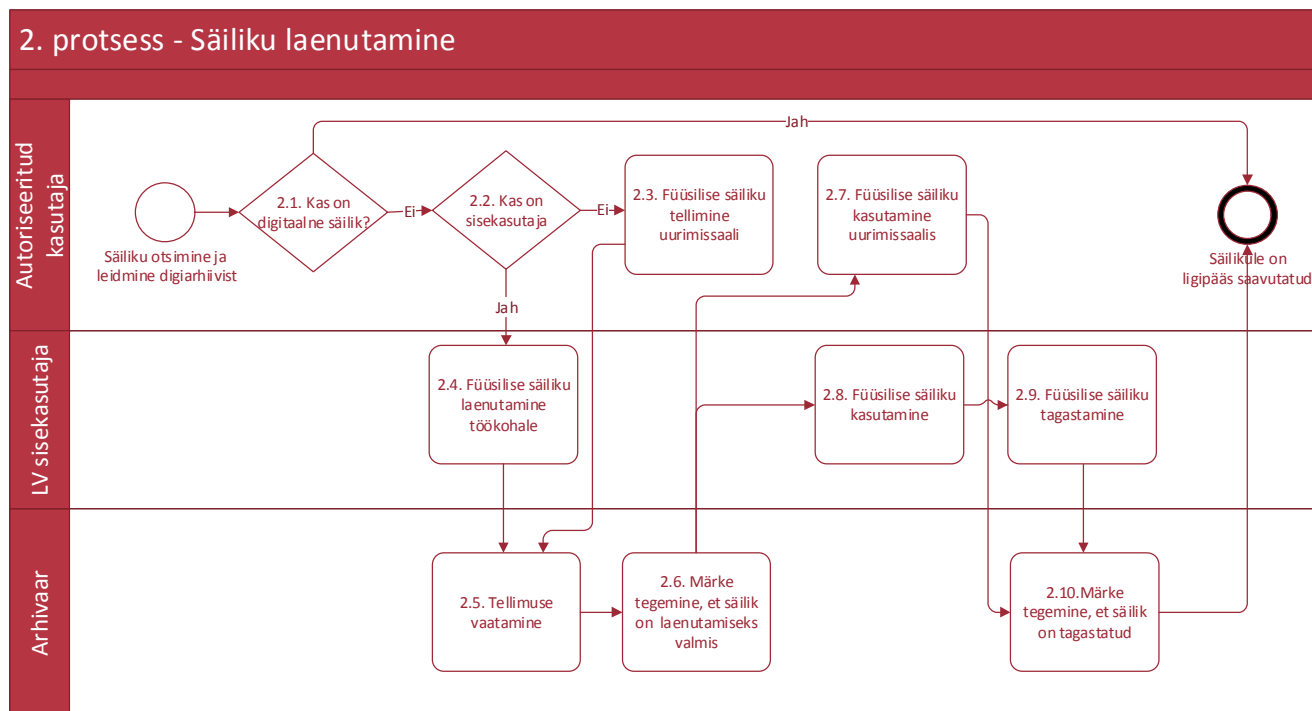 2. protsess - Säiliku laenutamine
Autoriseeritud
kasutaja
Jah
Säiliku otsimine ja
leidmine digiarhiivist
2.1. Kas on
digitaalne säilik?
Ei
2.2. Kas on
sisekasutaja
Ei
Jah
2.3. Füüsilise säiliku
tellimine
uurimissaali
2.7. Füüsilise säiliku
kasutamine
uurimissaalis
Säilikule on
ligipääs saavutatud
LV sisekasutaja
2.4. Füüsilise säiliku
laenutamine
töökohale
2.8. Füüsilise säiliku
kasutamine
2.9. Füüsilise säiliku
tagastamine
Arhivaar
2.5. Tellimuse
vaatamine
2.6. Märke
tegemine, et säilik
on laenutamiseks
valmis
2.10.Märke
tegemine, et säilik
on tagastatud